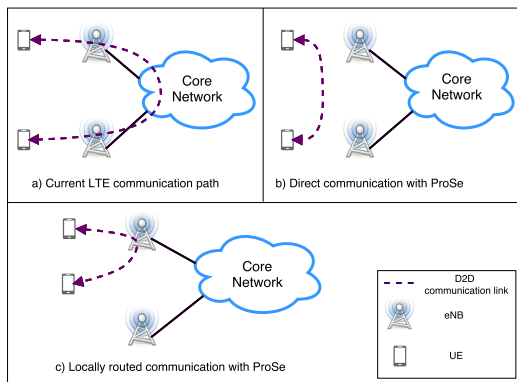 Core
Network
a) Current LTE communication path
Core
Network
b) Direct communication with ProSe
Core
Network
c) Locally routed communication with ProSe
D2D
communication link
eNB
UE